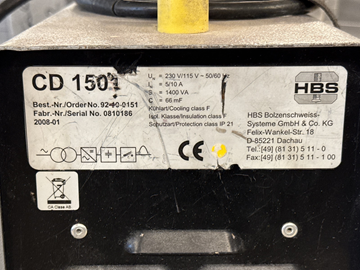 CD 1501
Best.-Nr./Order No. 92-40-0151
Fabr.-Nr./Serial No. 0810186
2008-01
230 V/115 V ~ 50/60 Hz
5/10 A
S = 1400 VA
C = 66 mF
Kühlart/Cooling class F
Isol. Klasse/Insulation class
Schutzart/Protection class IP 21
CE
HBS
HBS Bolzenschweiss-
Systeme GmbH & Co. KG
Felix-Wankel-Str. 18
D-85221 Dachau
Tel.[49] (81 31) 5 11 - 0
Fax[49] (81 31) 5 11 - 1 00